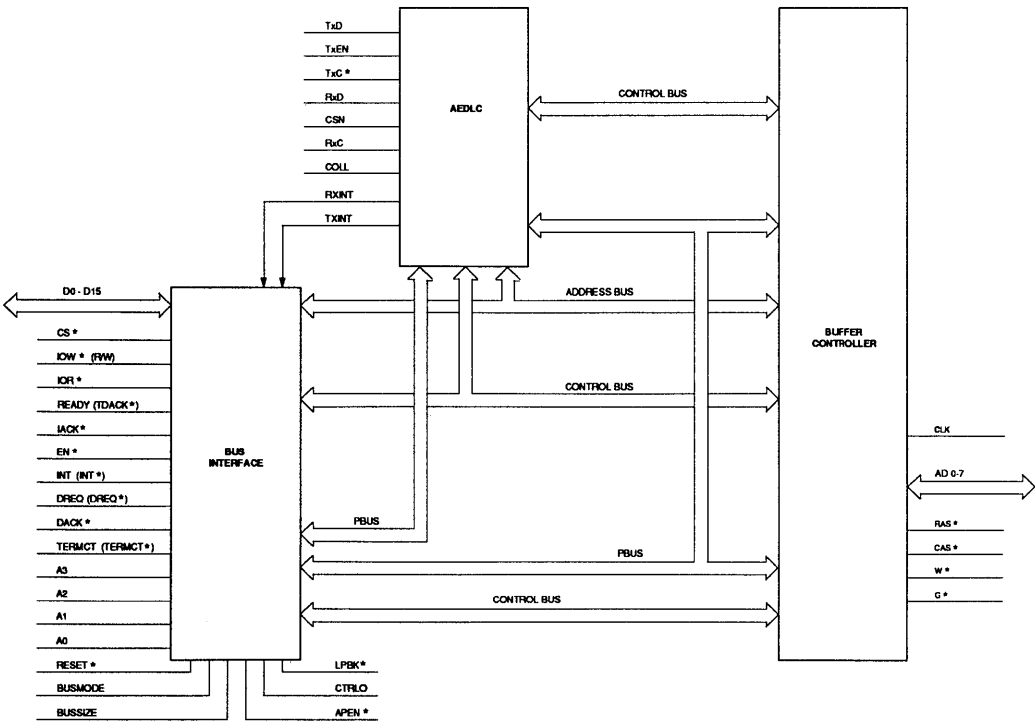 TxD
TxEN
TxC *
RxD
CSN
RxC
COLL
RXINT
TXINT
AEDLC
CONTROL BUS
D0 - D15
ADDRESS BUS
CS *
IOW * (R/W)
IOR *
READY (TDACK*)
IACK *
EN *
INT (INT *)
DREQ (DREQ *)
DACK *
TERMCT (TERMCT *)
A3
A2
A1
A0
RESET *
BUSMODE
BUSSIZE
BUS
INTERFACE
CONTROL BUS
PBUS
PBUS
CONTROL BUS
LPBK *
CTRLO
APEN *
BUFFER
CONTROLLER
CLK
AD 0-7
RAS *
CAS *
W *
G *